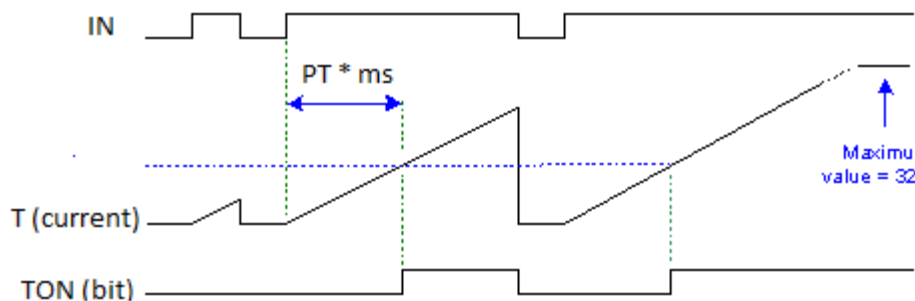 IN
PT * ms
Maximu
value = 32
T (current)
TON (bit)